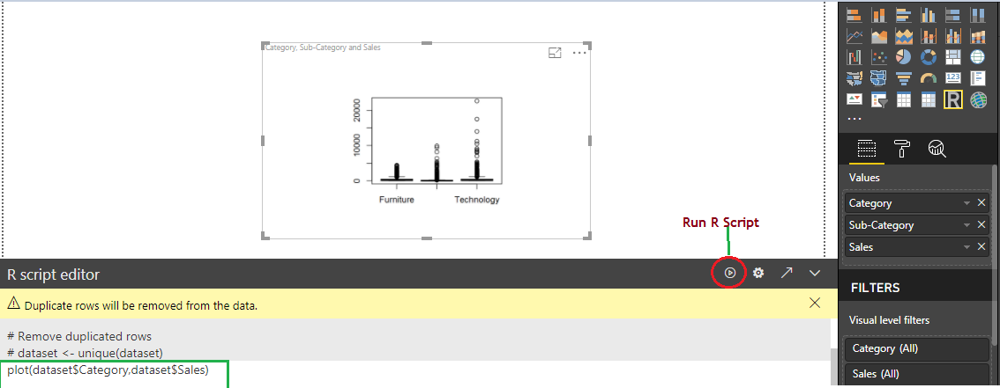 Category, Sub-Category and Sales
20000
10000
0
Furniture
Technology
Run R Script
R script editor
Duplicate rows will be removed from the data.
# Remove duplicated rows
# dataset <- unique(dataset)
plot(dataset$Category,dataset$Sales)
123
R
Values
Category
Sub-Category
Sales
FILTERS
Visual level filters
Category (All)
Sales (All)